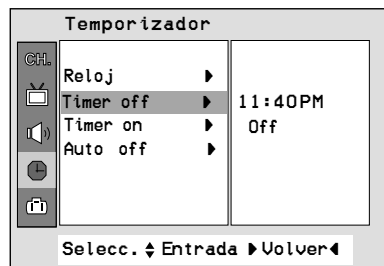 Temporizador
CH.
Reloj ▶
Timer off ▶ 11:40PM
Timer on ▶ Off
Auto off ▶
Selecc. ▲▼ Entrada ▶ Volver ◀